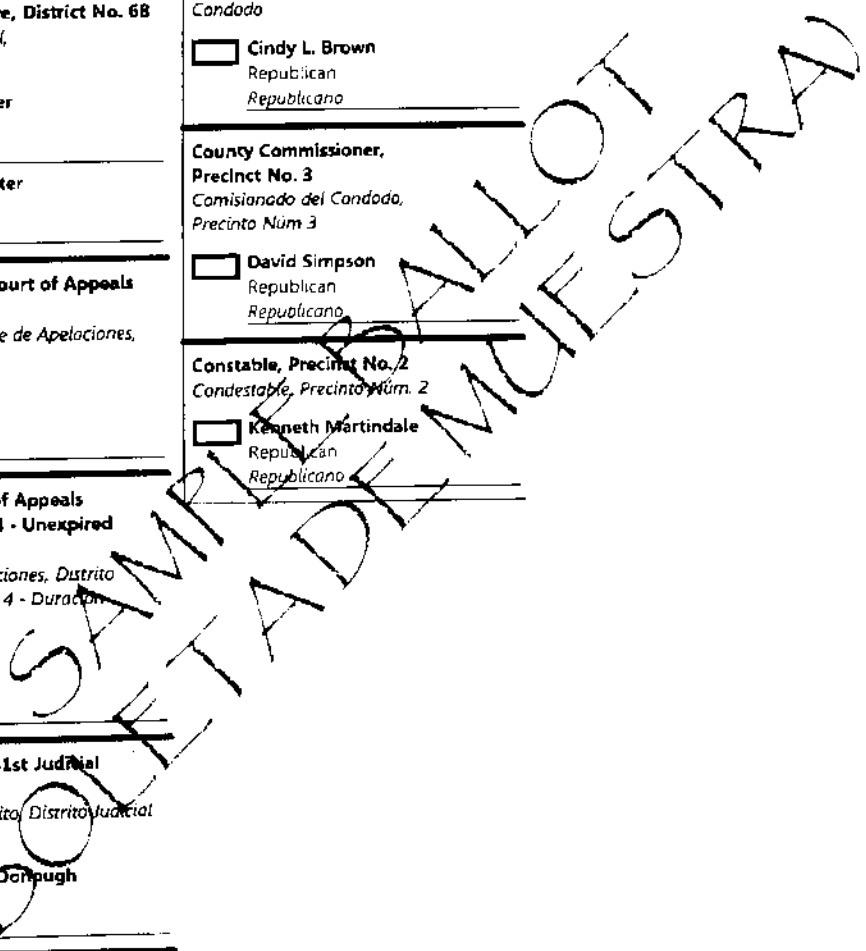 e, District No. 68
er
ter
ourt of Appeals
e de Apelaciones,
f Appeals
- Unexpired
ciones, Distrito
4 - Duración
1st Judicial
ito, Distrito Judicial
Condado
Cindy L. Brown
Republican
Republicano
County Commissioner,
Precinct No. 3
Comisionado del Condado,
Precinto Núm 3
David Simpson
Republican
Republicano
Constable, Precinct No. 2
Condestable, Precinto Núm. 2
Kenneth Martindale
Republican
Republicano
SAMPLE BALLOT
BOLETA DE MUESTRA